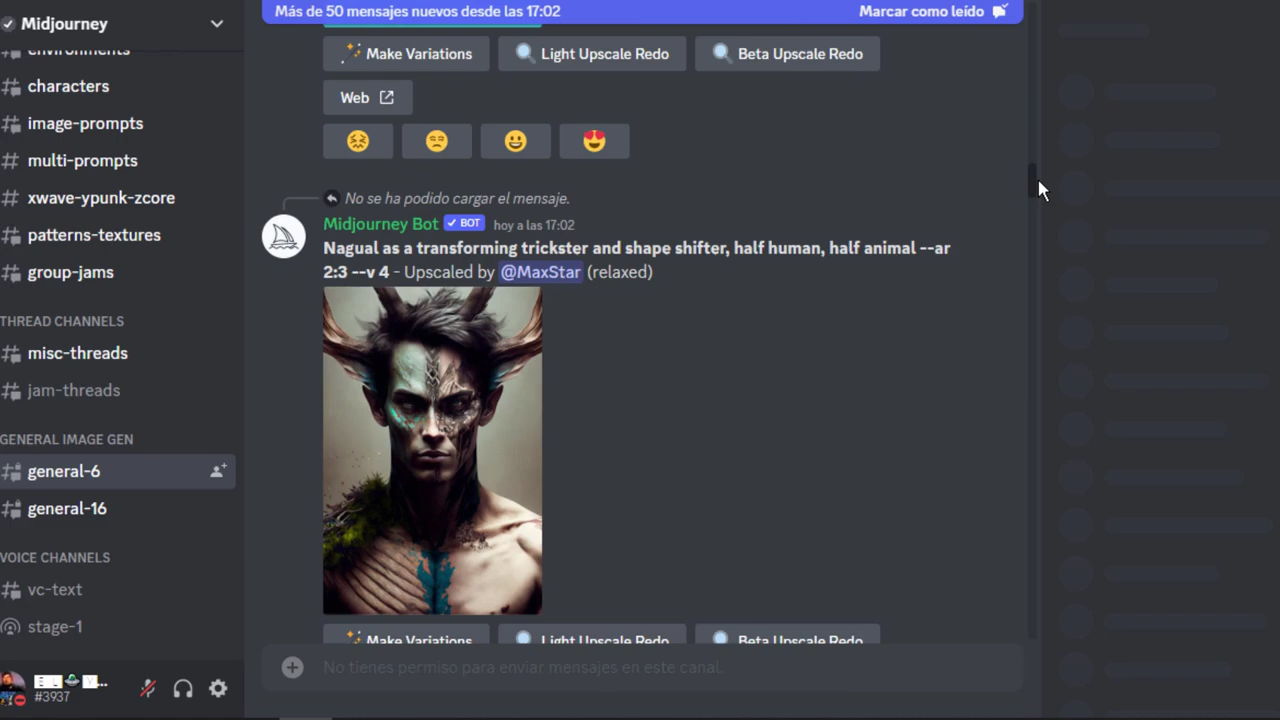 Midjourney
environments
characters
image-prompts
multi-prompts
xwave-ypunk-zcore
patterns-textures
group-jams
THREAD CHANNELS
misc-threads
jam-threads
GENERAL IMAGE GEN
general-6
general-16
VOICE CHANNELS
vc-text
stage-1
#3937
Más de 50 mensajes nuevos desde las 17:02
Marcar como leído
Make Variations
Light Upscale Redo
Beta Upscale Redo
Web
No se ha podido cargar el mensaje.
Midjourney Bot BOT hoy a las 17:02
Nagual as a transforming trickster and shape shifter, half human, half animal --ar
2:3 --v 4 - Upscaled by @MaxStar (relaxed)
Make Variations
Light Upscale Redo
Beta Upscale Redo
No tienes permiso para enviar mensajes en este canal.